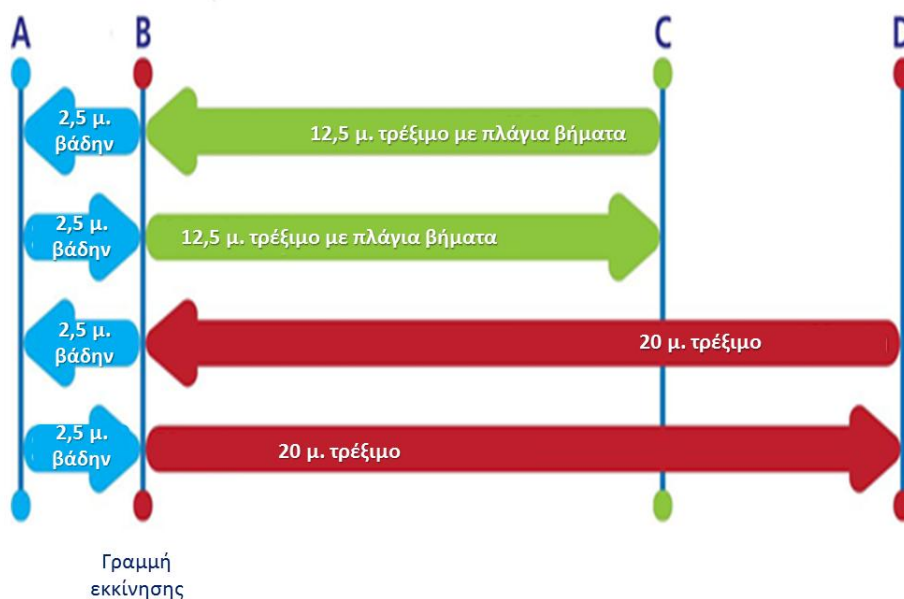 A B C D
2,5 μ.
βάδην
12,5 μ. τρέξιμο με πλάγια βήματα
2,5 μ.
βάδην
12,5 μ. τρέξιμο με πλάγια βήματα
2,5 μ.
βάδην
20 μ. τρέξιμο
2,5 μ.
βάδην
20 μ. τρέξιμο
Γραμμή
εκκίνησης